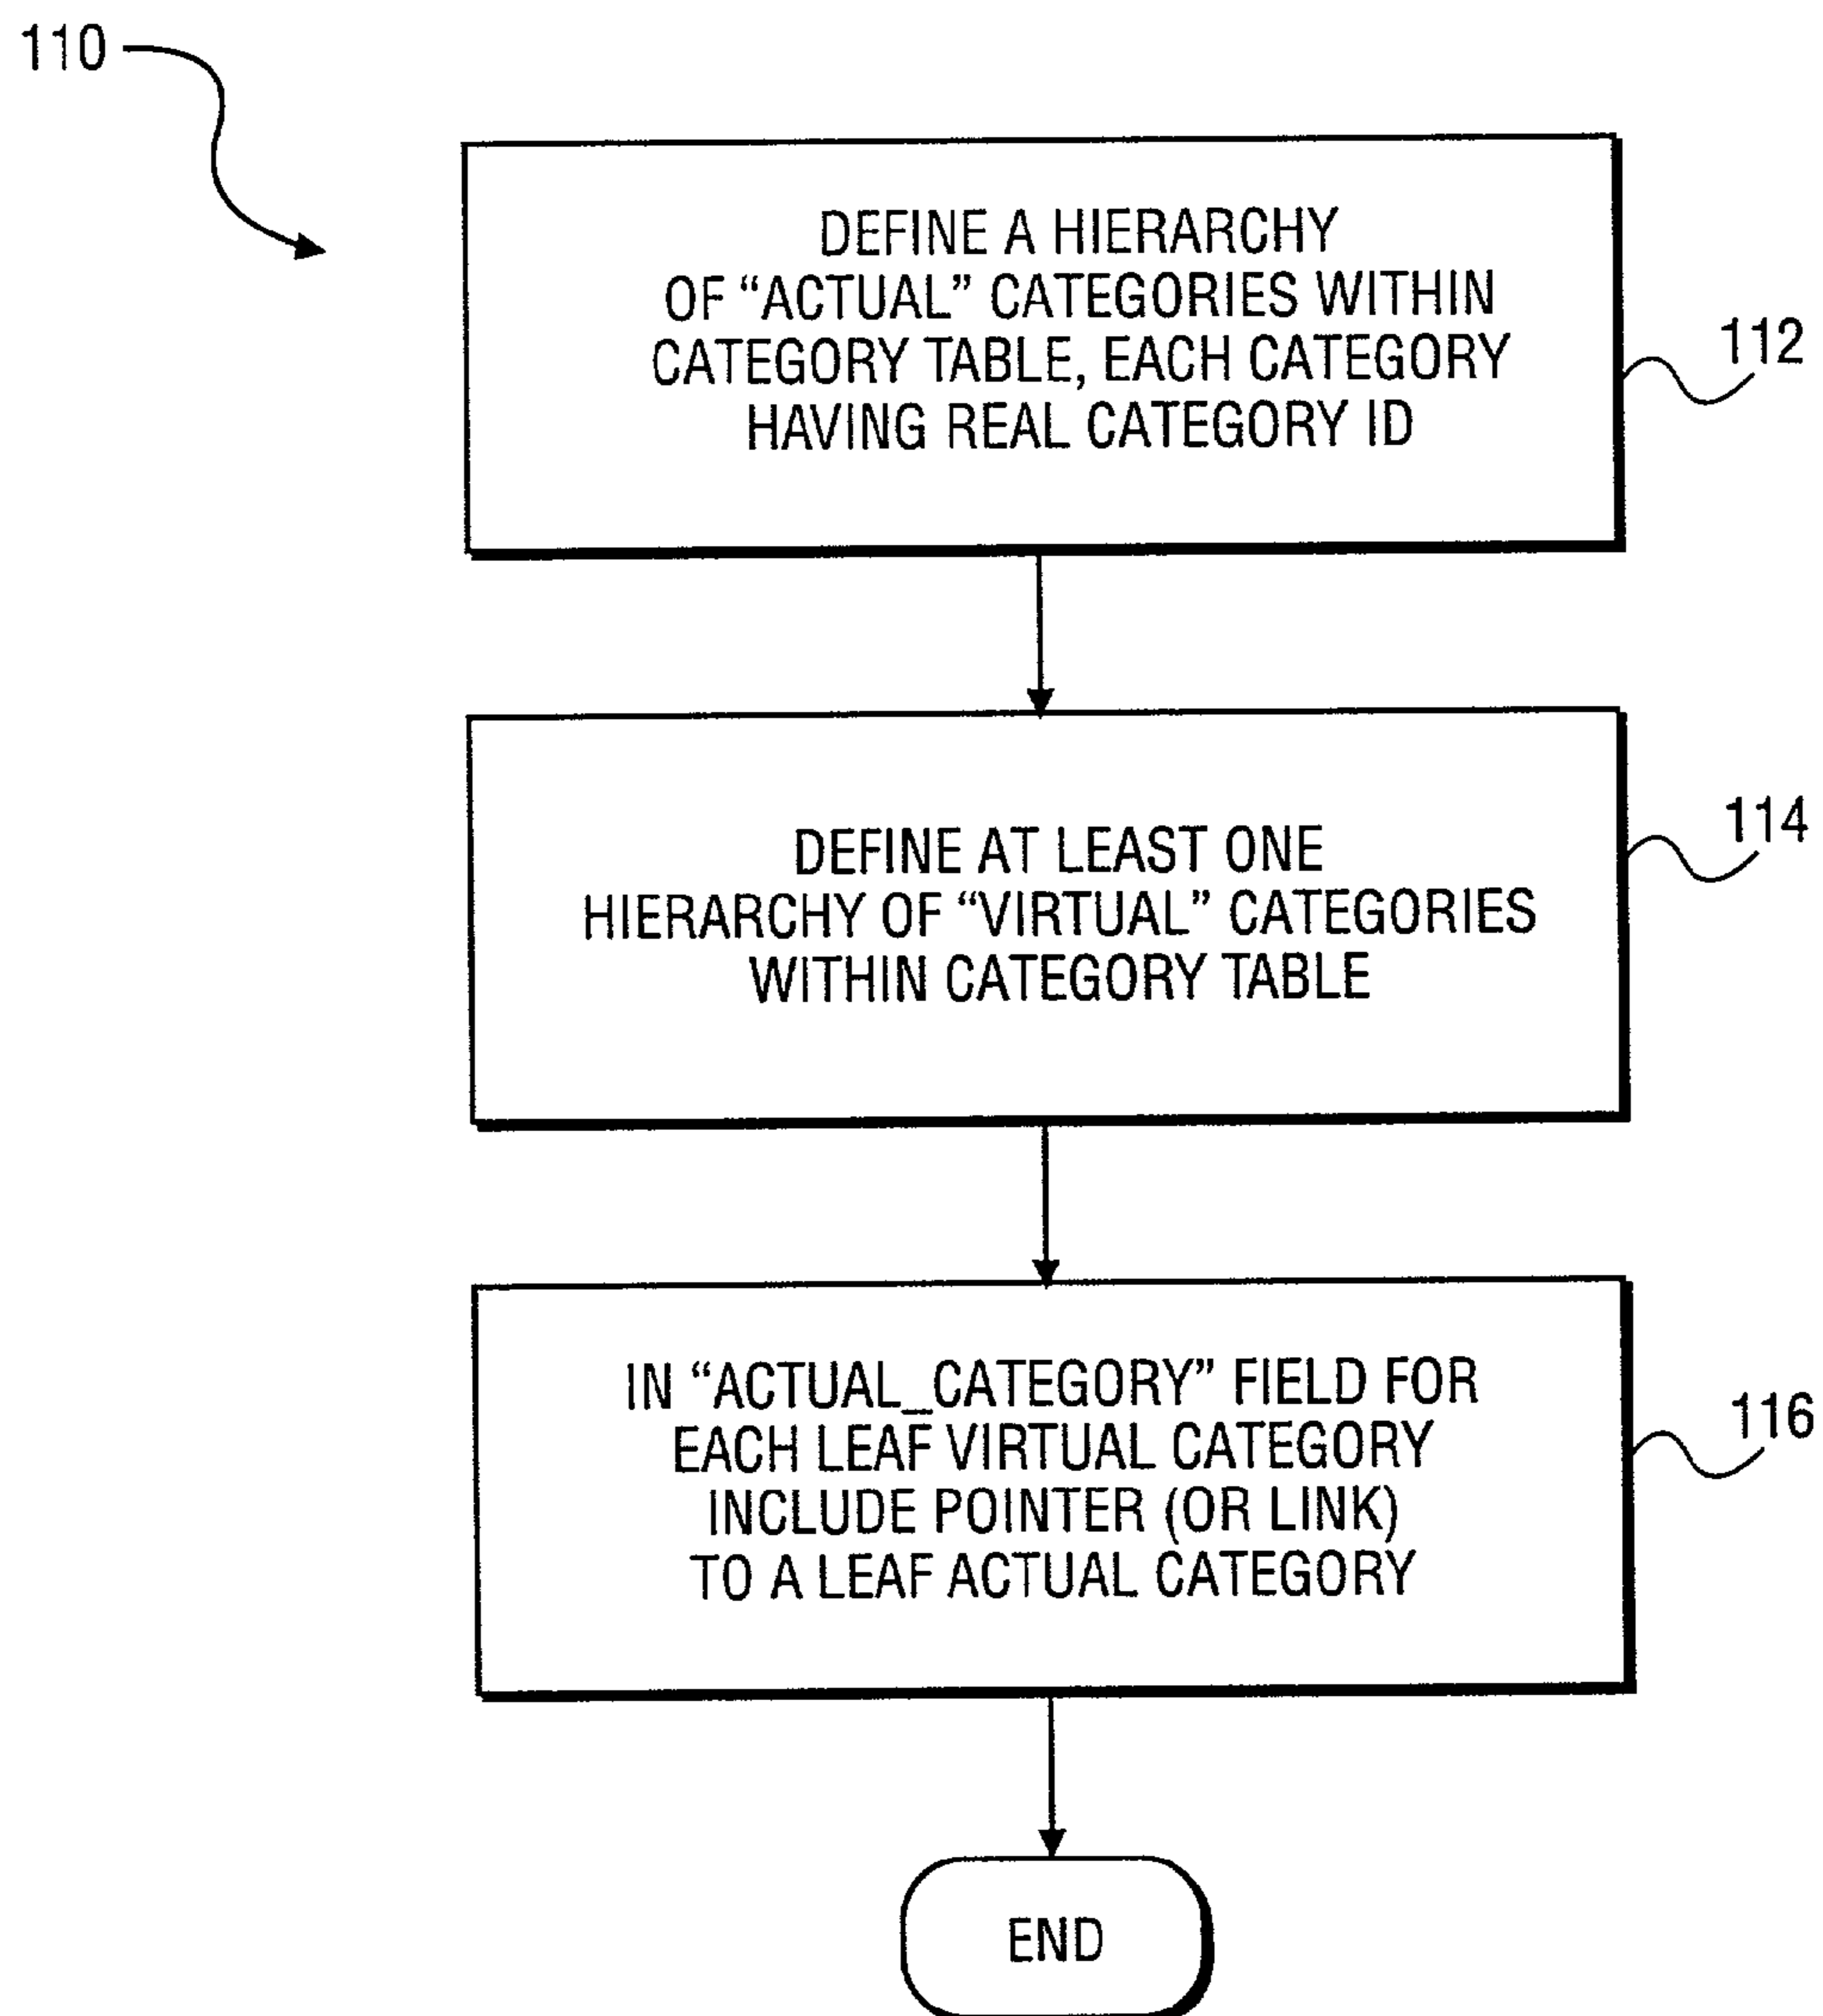 110
DEFINE A HIERARCHY
OF “ACTUAL” CATEGORIES WITHIN
CATEGORY TABLE, EACH CATEGORY
HAVING REAL CATEGORY ID
112
DEFINE AT LEAST ONE
HIERARCHY OF “VIRTUAL” CATEGORIES
WITHIN CATEGORY TABLE
114
IN “ACTUAL_CATEGORY” FIELD FOR
EACH LEAF VIRTUAL CATEGORY
INCLUDE POINTER (OR LINK)
TO A LEAF ACTUAL CATEGORY
116
END